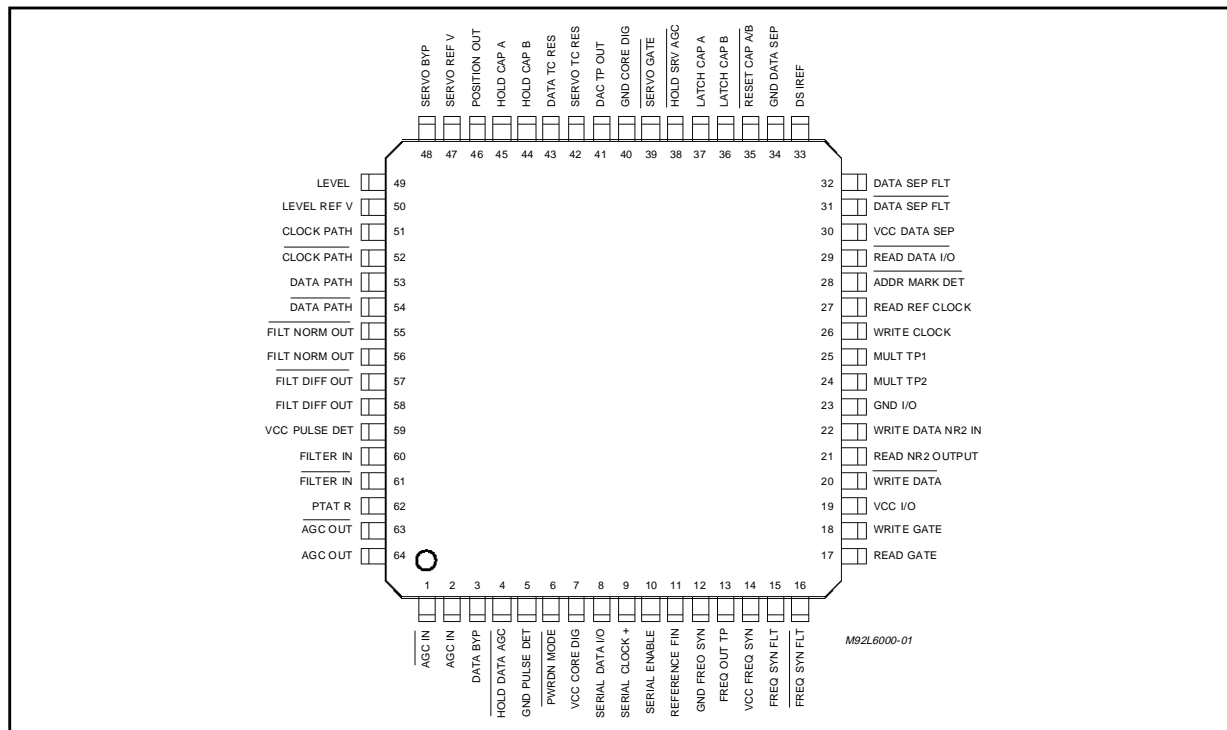 SERVO BYP
SERVO REF V
POSITION OUT
HOLD CAP A
HOLD CAP B
DATA TC RES
SERVO TC RES
DAC TP OUT
GND CORE DIG
SERVO GATE
HOLD SRV AGC
LATCH CAP A
LATCH CAP B
RESET CAP A/B
GND DATA SEP
DS IREF
48 47 46 45 44 43 42 41 40 39 38 37 36 35 34 33
LEVEL 49
LEVEL REF V 50
CLOCK PATH 51
CLOCK PATH 52
DATA PATH 53
DATA PATH 54
FILT NORM OUT 55
FILT NORM OUT 56
FILT DIFF OUT 57
FILT DIFF OUT 58
VCC PULSE DET 59
FILTER IN 60
FILTER IN 61
PTAT R 62
AGC OUT 63
AGC OUT 64
32 DATA SEP FLT
31 DATA SEP FLT
30 VCC DATA SEP
29 READ DATA I/O
28 ADDR MARK DET
27 READ REF CLOCK
26 WRITE CLOCK
25 MULT TP1
24 MULT TP2
23 GND I/O
22 WRITE DATA NR2 IN
21 READ NR2 OUTPUT
20 WRITE DATA
19 VCC I/O
18 WRITE GATE
17 READ GATE
1 2 3 4 5 6 7 8 9 10 11 12 13 14 15 16
AGC IN
AGC IN
DATA BYP
HOLD DATA AGC
GND PULSE DET
PWRDN MODE
VCC CORE DIG
SERIAL DATA I/O
SERIAL CLOCK +
SERIAL ENABLE
REFERENCE FIN
GND FREO SYN
FREQ OUT TP
VCC FREQ SYN
FREQ SYN FLT
FREQ SYN FLT
M92L6000-01